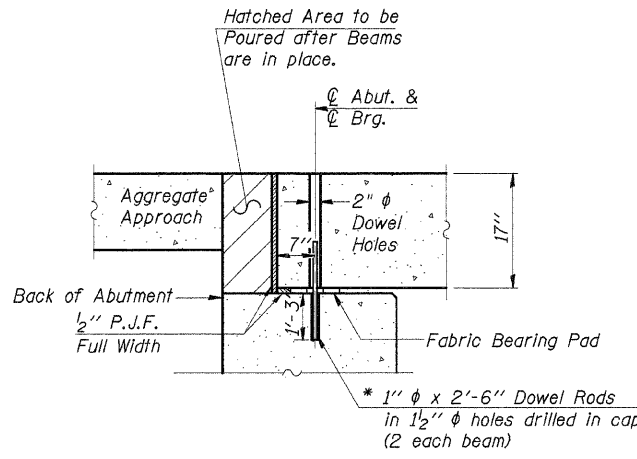 Hatched Area to be
Poured after Beams
are in place.
℄ Abut. &
℄ Brg.
Aggregate
Approach
2" ϕ
Dowel
Holes
7"
17"
Back of Abutment
1/2" P.J.F.
Full Width
1'-3"
Fabric Bearing Pad
* 1" ϕ x 2'-6" Dowel Rods
in 1 1/2" ϕ holes drilled in cap
(2 each beam)